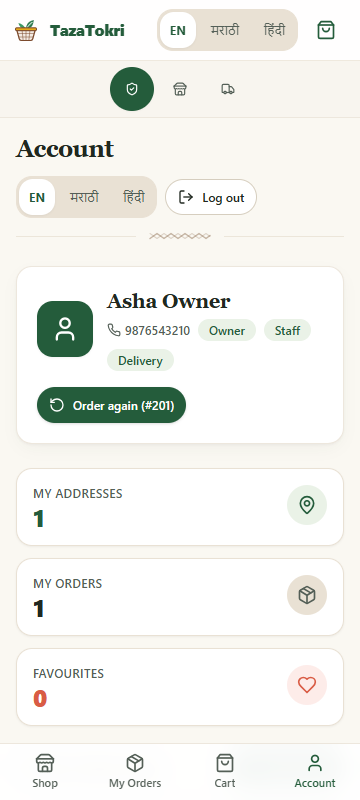 TazaTokri EN मराठी हिंदी
Account
EN मराठी हिंदी Log out
Asha Owner
9876543210 Owner Staff
Delivery
Order again (#201)
MY ADDRESSES
1
MY ORDERS
1
FAVOURITES
0
Shop My Orders Cart Account